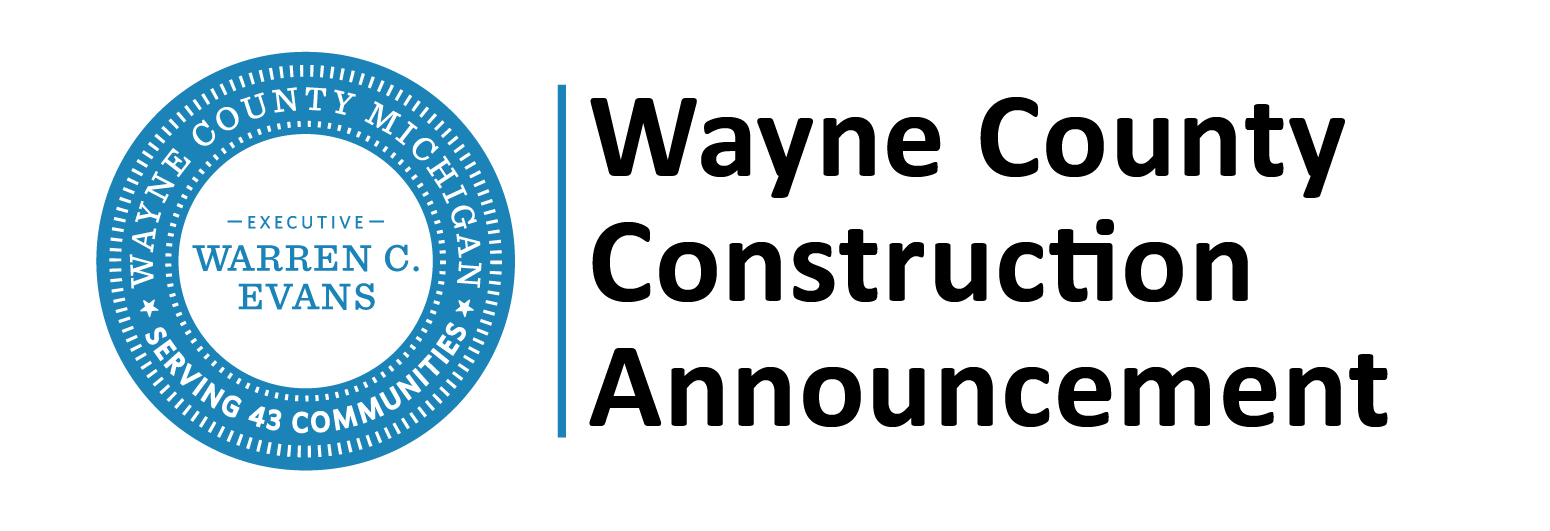 WAYNE COUNTY MICHIGAN
EXECUTIVE
WARREN C.
EVANS
SERVING 43 COMMUNITIES
Wayne County
Construction
Announcement